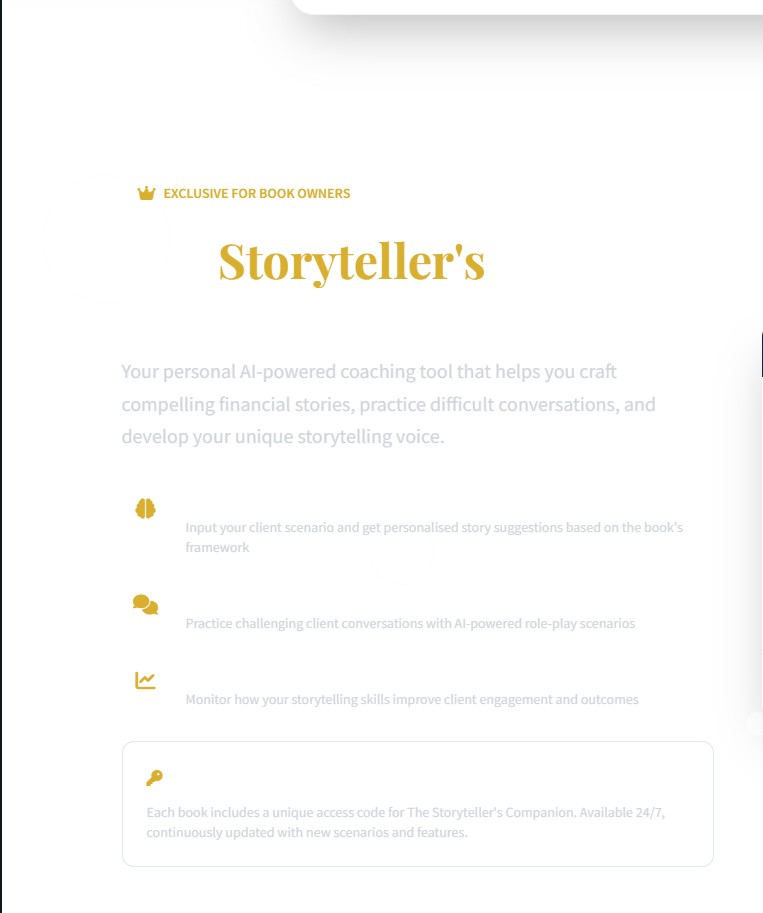 EXCLUSIVE FOR BOOK OWNERS
Storyteller's
Your personal AI-powered coaching tool that helps you craft
compelling financial stories, practice difficult conversations, and
develop your unique storytelling voice.
Input your client scenario and get personalised story suggestions based on the book's
framework
Practice challenging client conversations with AI-powered role-play scenarios
Monitor how your storytelling skills improve client engagement and outcomes
Each book includes a unique access code for The Storyteller's Companion. Available 24/7,
continuously updated with new scenarios and features.